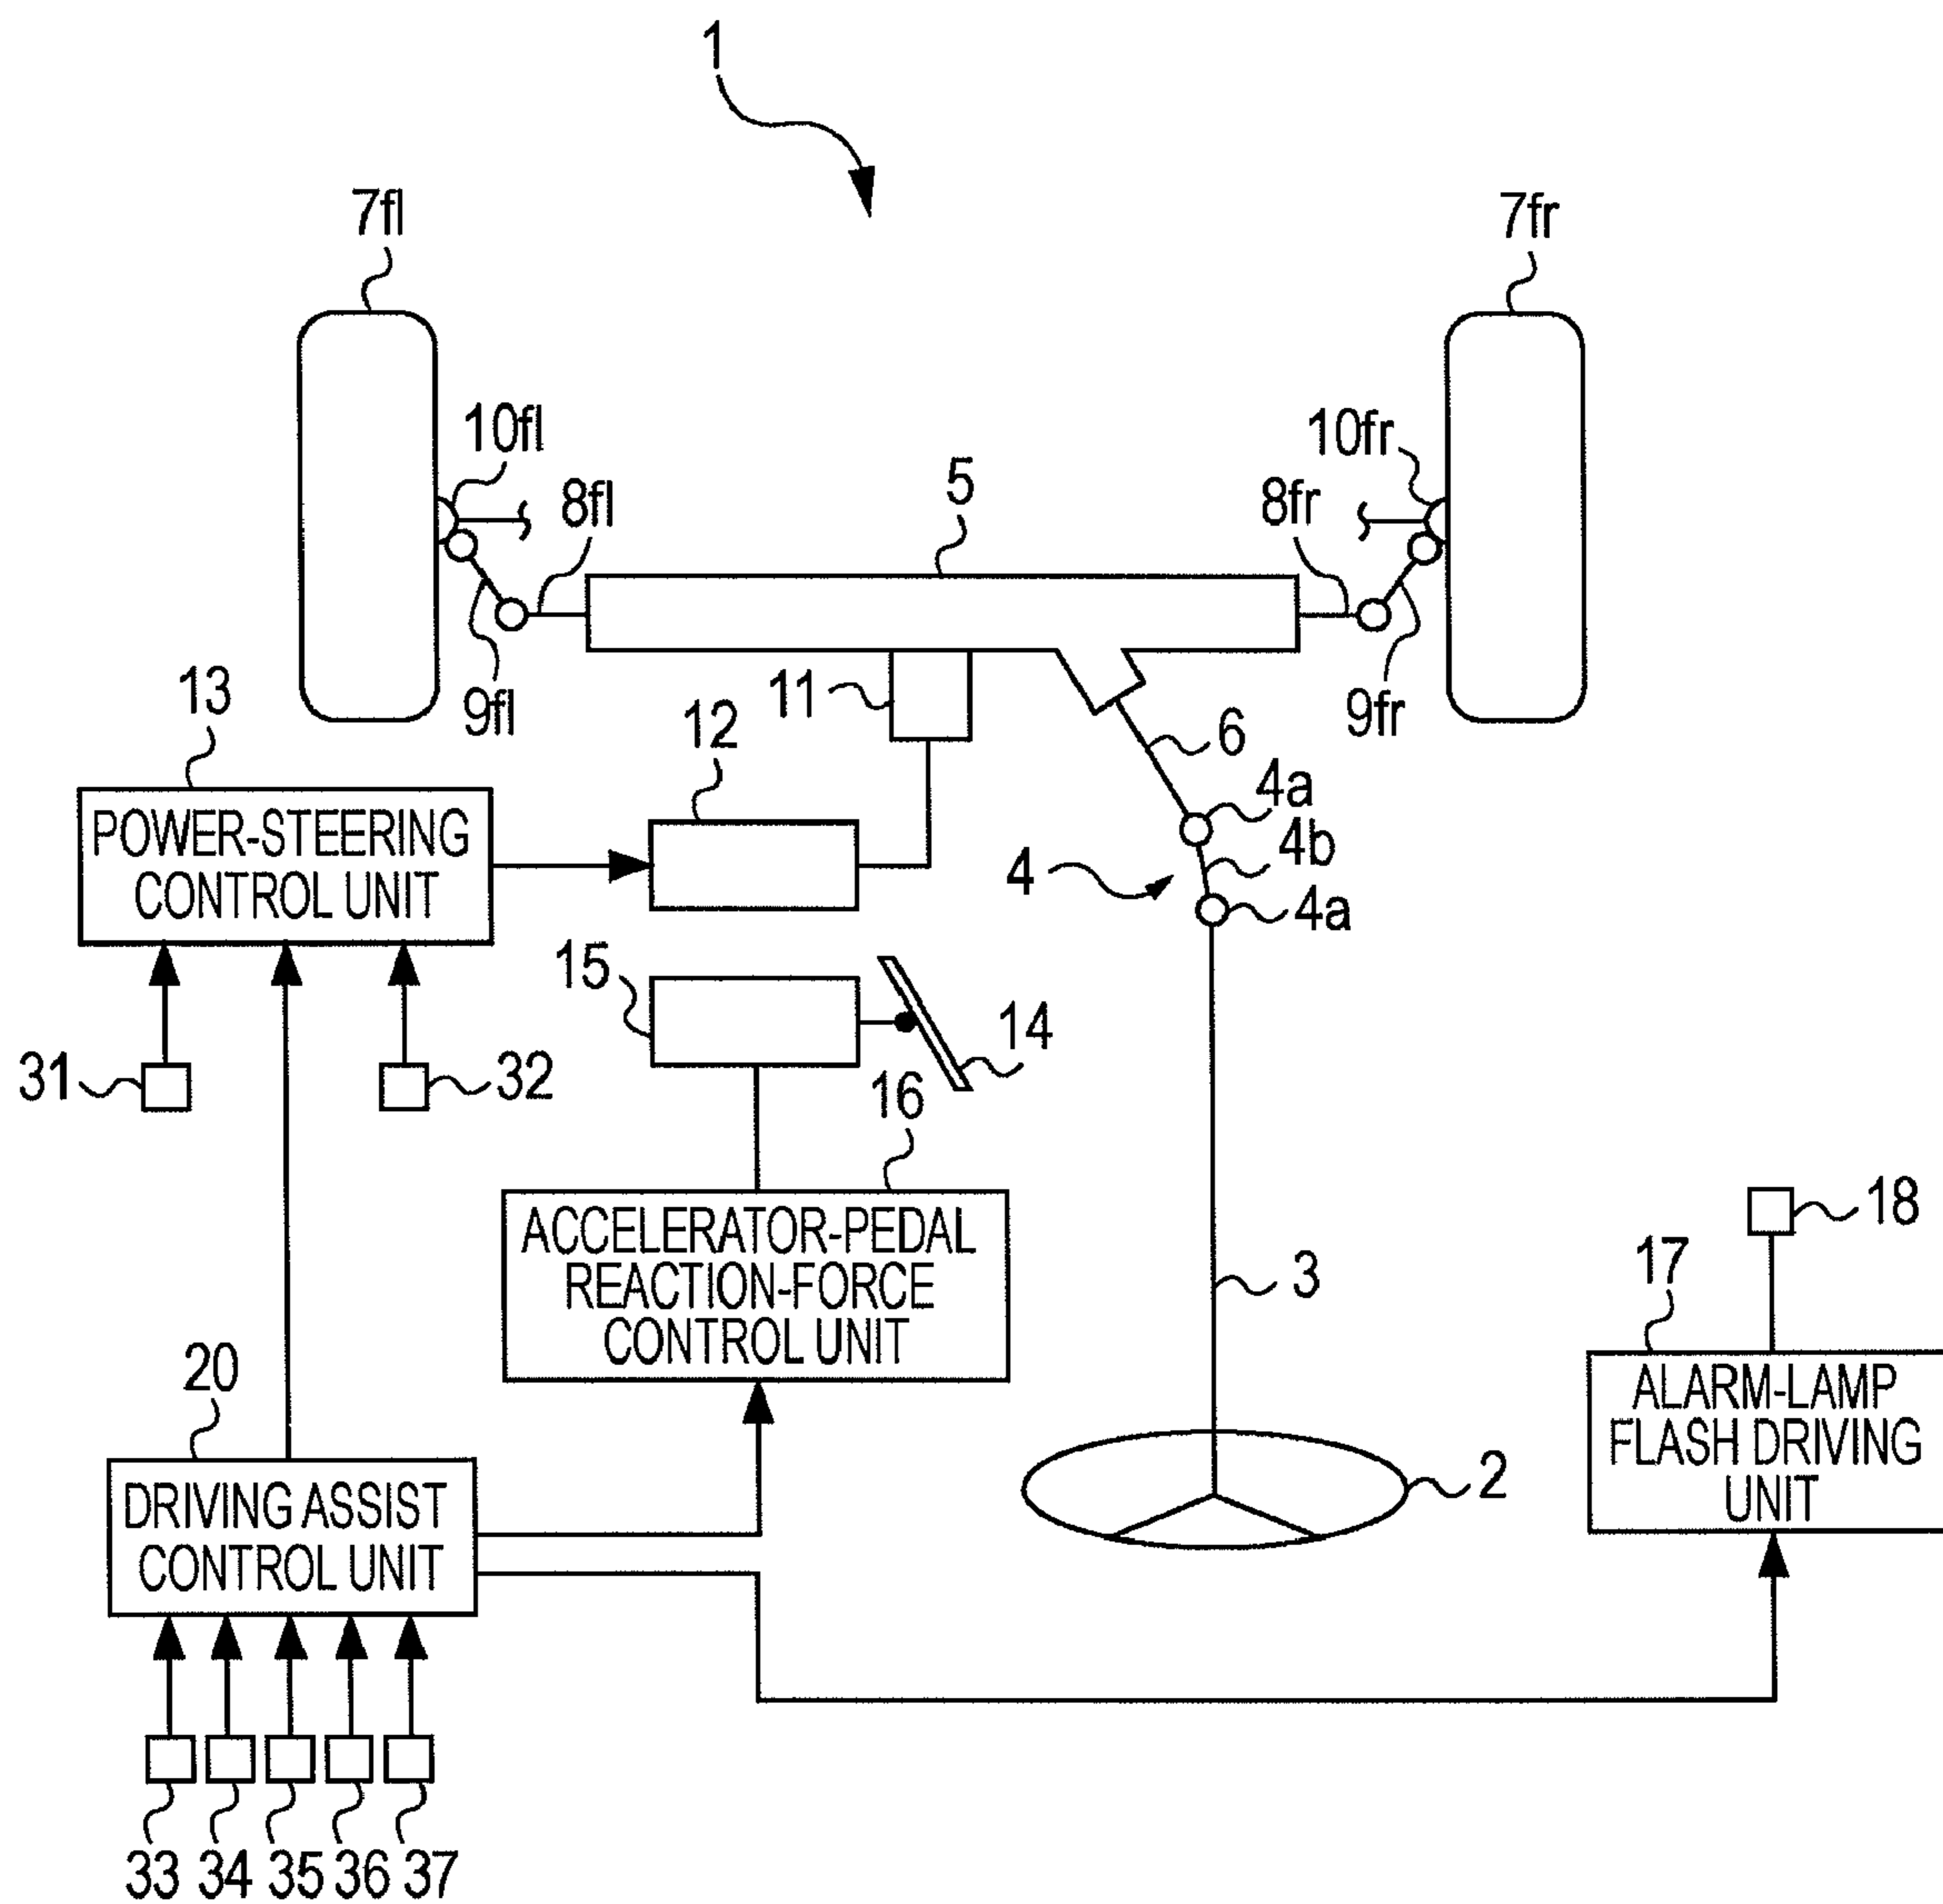 1
7fl
7fr
10fl
10fr
8fl
5
8fr
9fl
9fr
13
12
11
6
4a
4b
4
4a
POWER-STEERING
CONTROL UNIT
15
14
31
32
16
ACCELERATOR-PEDAL
REACTION-FORCE
CONTROL UNIT
3
18
17
ALARM-LAMP
FLASH DRIVING
UNIT
20
DRIVING ASSIST
CONTROL UNIT
2
33 34 35 36 37